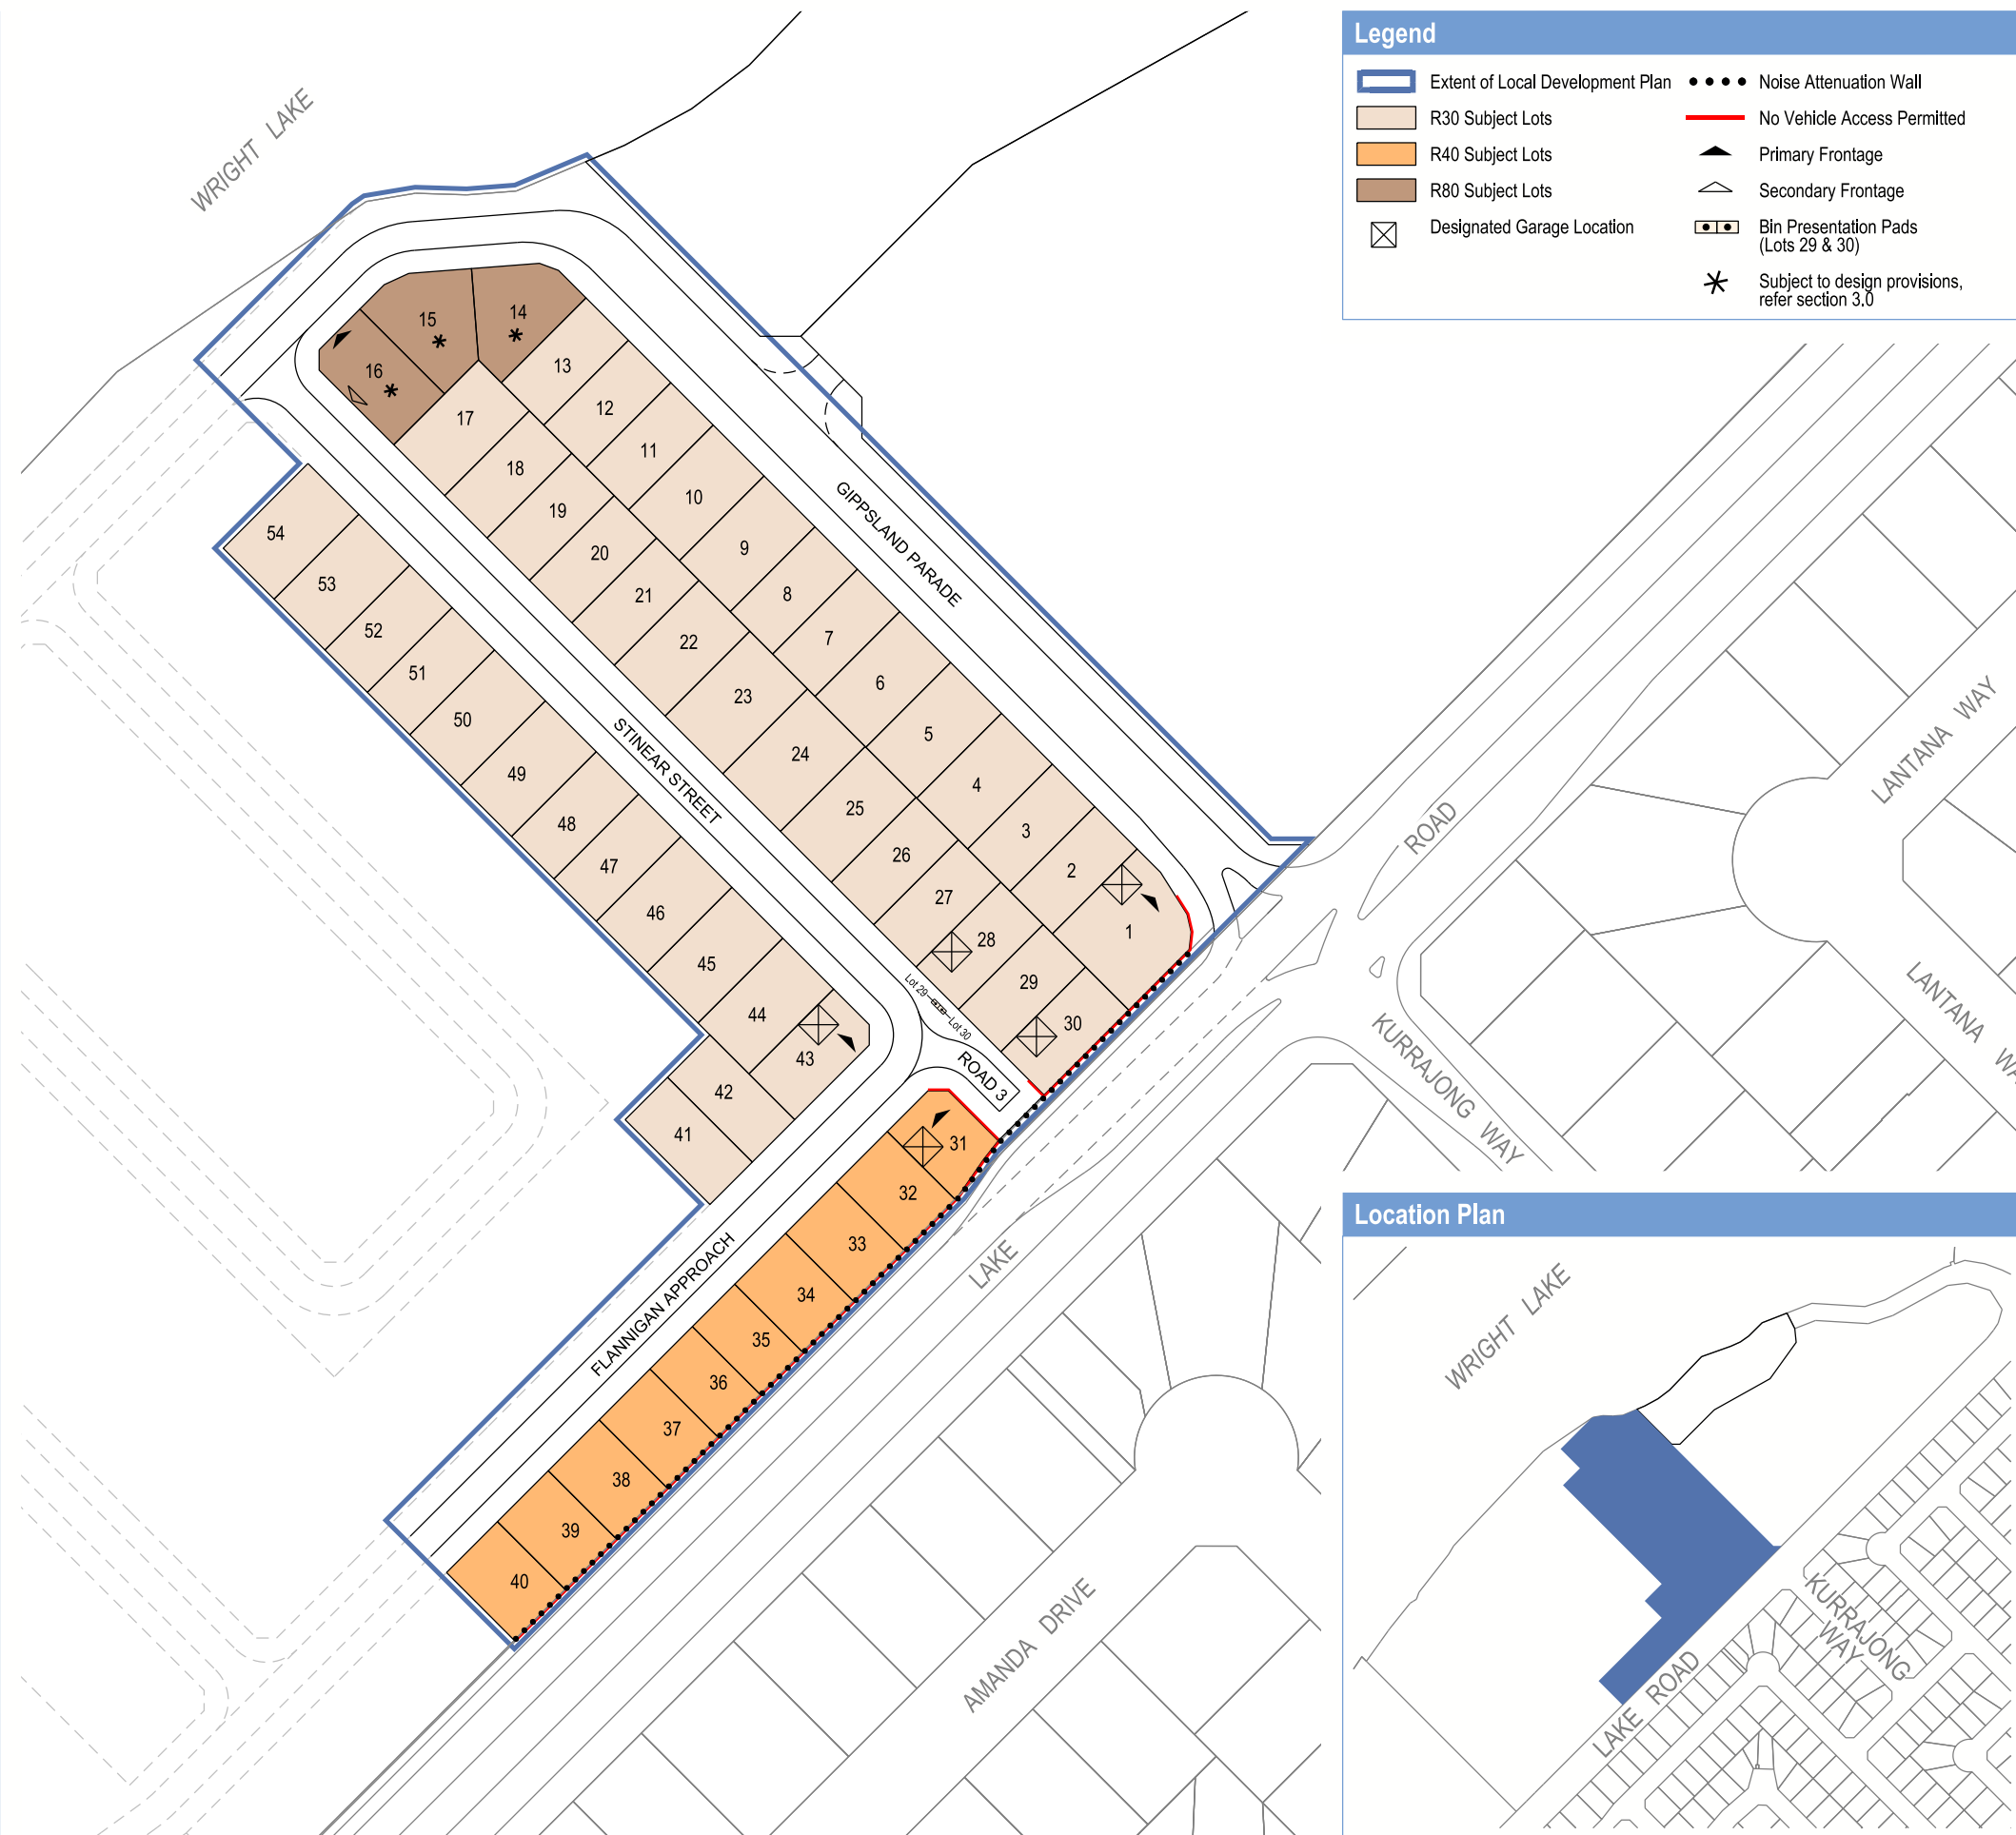 Legend
Extent of Local Development Plan
R30 Subject Lots
R40 Subject Lots
R80 Subject Lots
Designated Garage Location
Noise Attenuation Wall
No Vehicle Access Permitted
Primary Frontage
Secondary Frontage
Bin Presentation Pads
(Lots 29 & 30)
Subject to design provisions,
refer section 3.0
WRIGHT LAKE
14
15
16
13
17
12
11
18
10
19
9
20
8
21
7
22
6
23
5
24
4
25
3
26
2
27
1
28
29
30
54
53
52
51
50
49
48
47
46
45
44
43
42
41
31
32
33
34
35
36
37
38
39
40
GIPPSLAND PARADE
STINEAR STREET
Lot 29
Lot 30
ROAD 3
FLANNIGAN APPROACH
LAKE
ROAD
LANTANA WAY
LANTANA WA
KURRAJONG WAY
AMANDA DRIVE
Location Plan
WRIGHT LAKE
LAKE ROAD
KURRAJONG
WAY